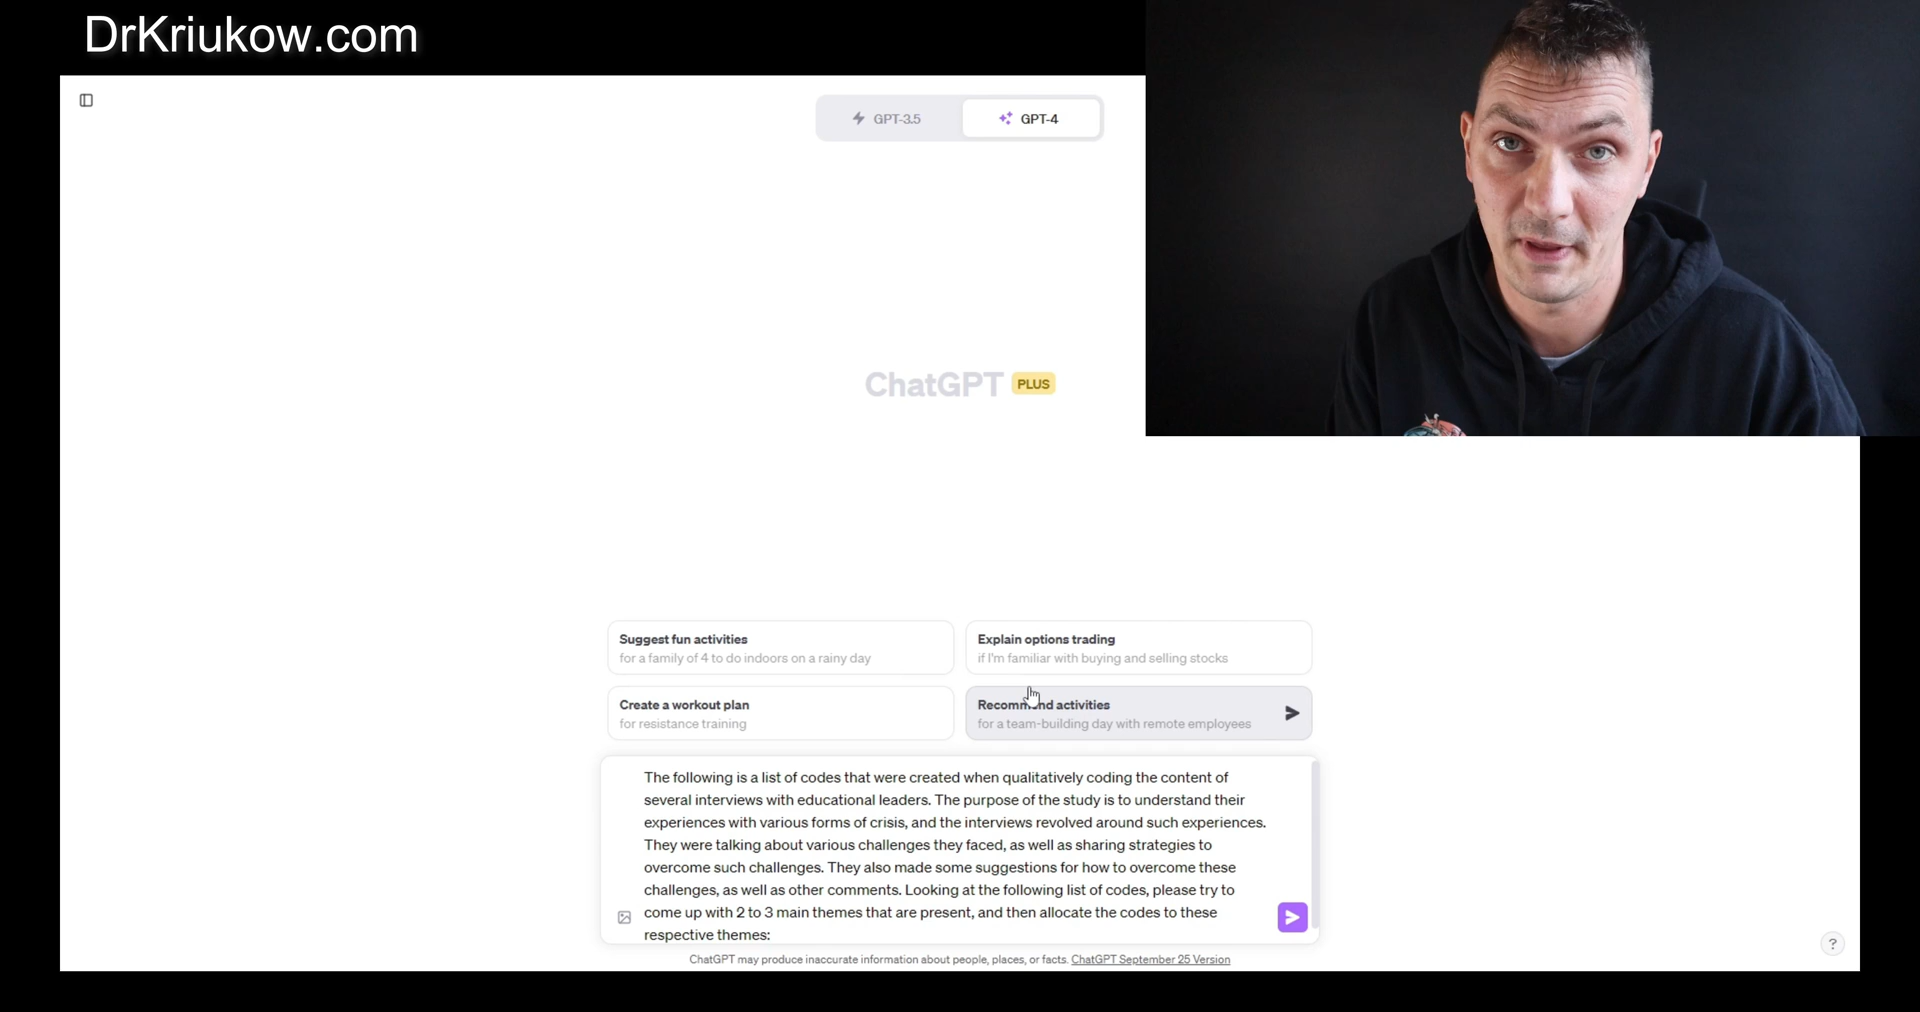 DrKriukow.com
GPT-3.5
GPT-4
ChatGPT PLUS
Suggest fun activities
for a family of 4 to do indoors on a rainy day
Explain options trading
if I'm familiar with buying and selling stocks
Create a workout plan
for resistance training
Recommend activities
for a team-building day with remote employees
The following is a list of codes that were created when qualitatively coding the content of
several interviews with educational leaders. The purpose of the study is to understand their
experiences with various forms of crisis, and the interviews revolved around such experiences.
They were talking about various challenges they faced, as well as sharing strategies to
overcome such challenges. They also made some suggestions for how to overcome these
challenges, as well as other comments. Looking at the following list of codes, please try to
come up with 2 to 3 main themes that are present, and then allocate the codes to these
respective themes:
ChatGPT may produce inaccurate information about people, places, or facts. ChatGPT September 25 Version
?